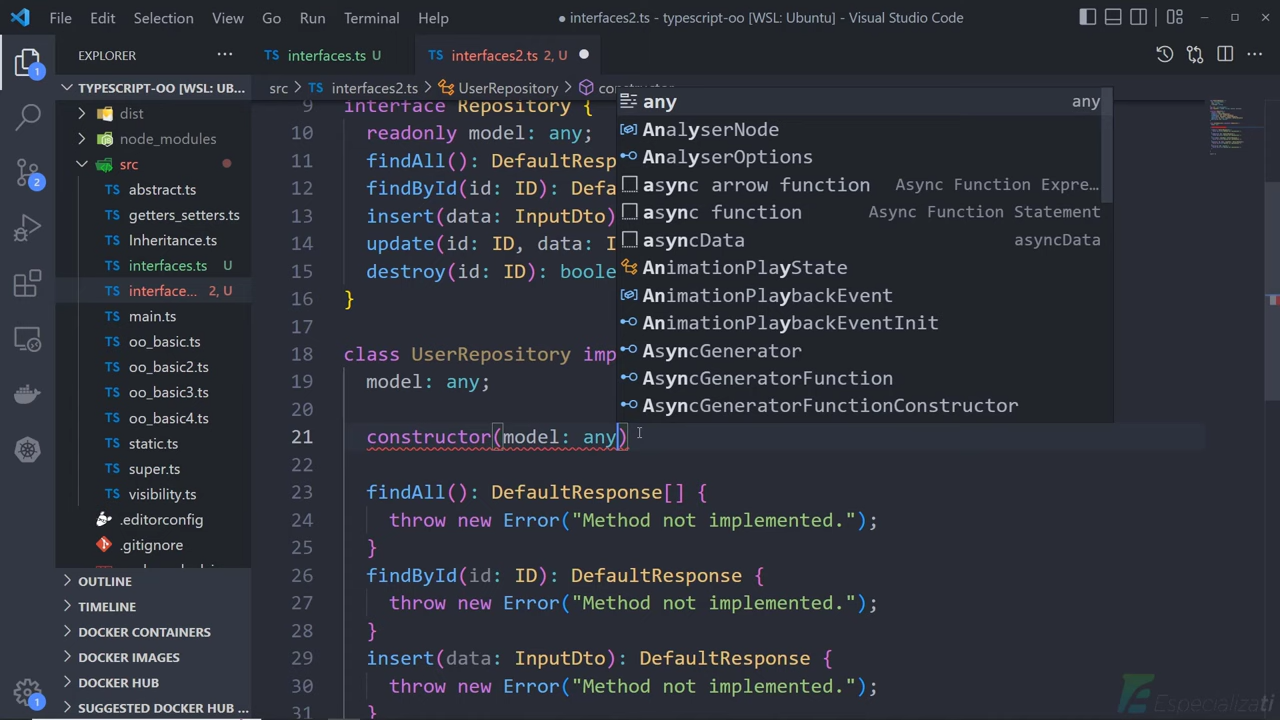 File Edit Selection View Go Run Terminal Help
interfaces2.ts - typescript-oo [WSL: Ubuntu] - Visual Studio Code
EXPLORER
TS interfaces.ts U
TS interfaces2.ts 2, U
TYPESCRIPT-OO [WSL: UB...
dist
node_modules
src
TS abstract.ts
TS getters_setters.ts
TS Inheritance.ts
TS interfaces.ts U
TS interface... 2, U
TS main.ts
TS oo_basic.ts
TS oo_basic2.ts
TS oo_basic3.ts
TS oo_basic4.ts
TS static.ts
TS super.ts
TS visibility.ts
.editorconfig
.gitignore
OUTLINE
TIMELINE
DOCKER CONTAINERS
DOCKER IMAGES
DOCKER HUB
SUGGESTED DOCKER HUB
1
2
1
src > TS interfaces2.ts > UserRepository > constructor
9 interface Repository {
10 readonly model: any;
11 findAll(): DefaultResp
12 findById(id: ID): Defa
13 insert(data: InputDto)
14 update(id: ID, data: I
15 destroy(id: ID): boole
16 }
17
18 class UserRepository imp
19 model: any;
20
21 constructor(model: any)
22
23 findAll(): DefaultResponse[] {
24 throw new Error("Method not implemented.");
25 }
26 findById(id: ID): DefaultResponse {
27 throw new Error("Method not implemented.");
28 }
29 insert(data: InputDto): DefaultResponse {
30 throw new Error("Method not implemented.");
31 }
any any
AnalyserNode
AnalyserOptions
async arrow function Async Function Expre...
async function Async Function Statement
asyncData asyncData
AnimationPlayState
AnimationPlaybackEvent
AnimationPlaybackEventInit
AsyncGenerator
AsyncGeneratorFunction
AsyncGeneratorFunctionConstructor
Especializati